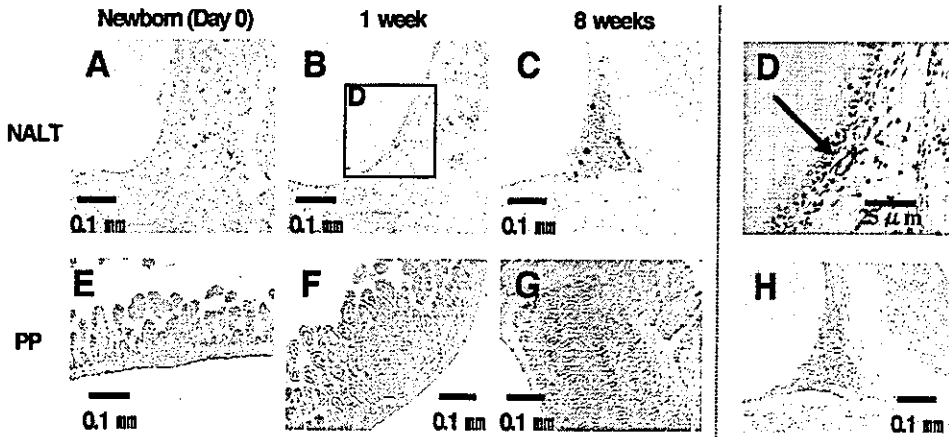 Newborn (Day 0) 1 week 8 weeks
NALT
A
B
D
C
D
0.1 mm
0.1 mm
0.1 mm
25 μm
PP
E
F
G
H
0.1 mm
0.1 mm
0.1 mm
0.1 mm